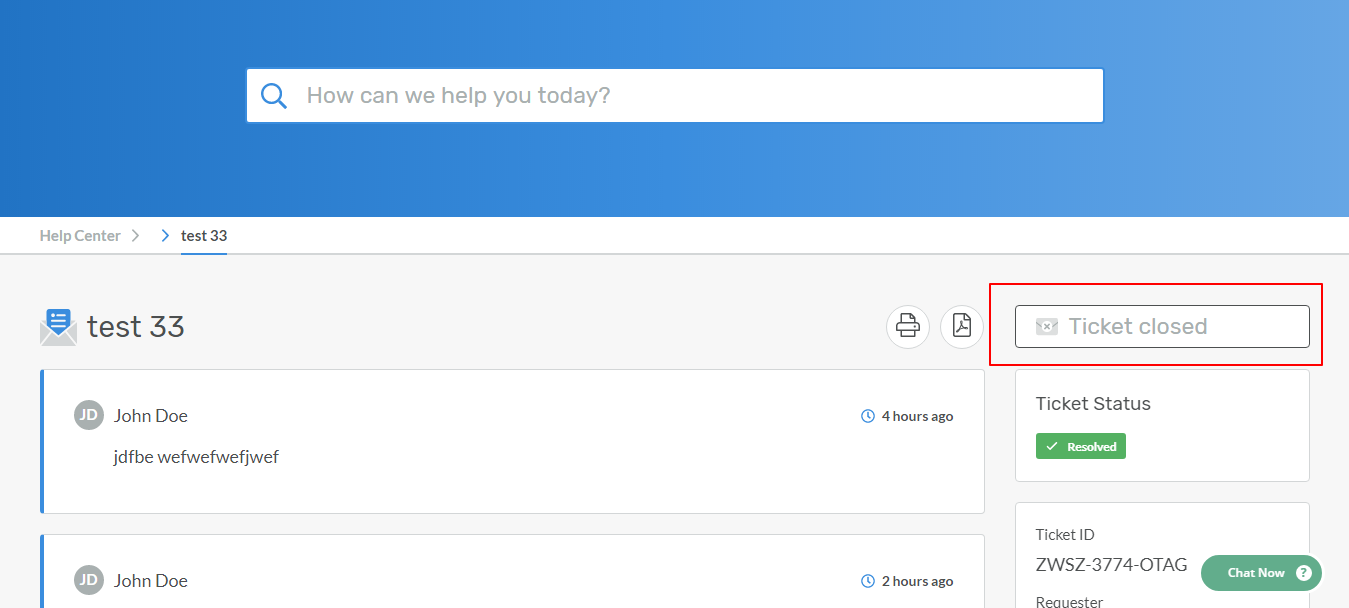 How can we help you today?
Help Center
test 33
test 33
Ticket closed
JD John Doe 4 hours ago
jdfbe wefwefwefjwef
Ticket Status
Resolved
JD John Doe 2 hours ago
Ticket ID
ZWSZ-3774-OTAG
Chat Now ?
Requester